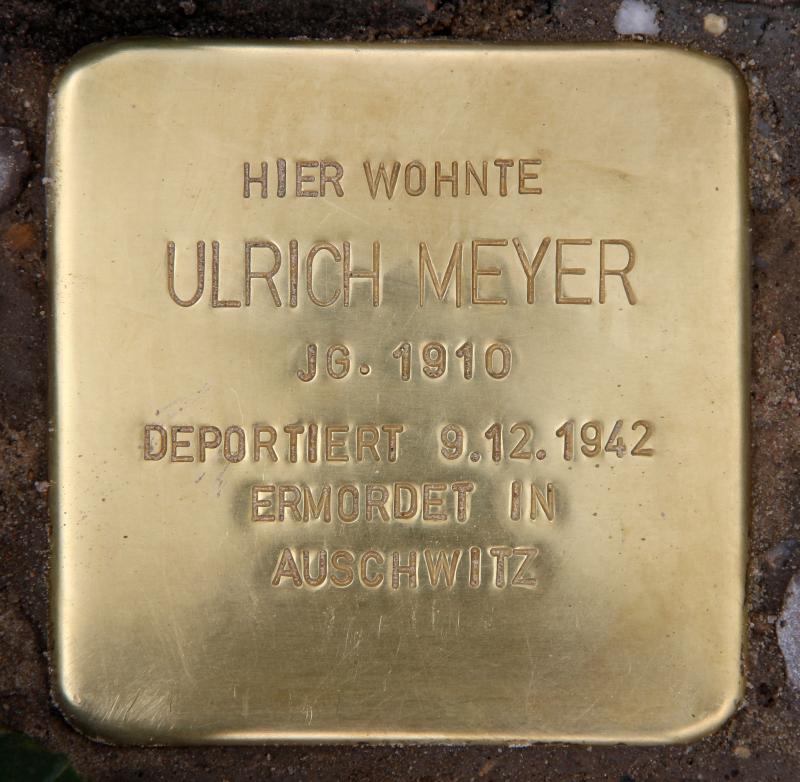 HIER WOHNTE
ULRICH MEYER
JG. 1910
DEPORTIERT 9.12.1942
ERMORDET IN
AUSCHWITZ